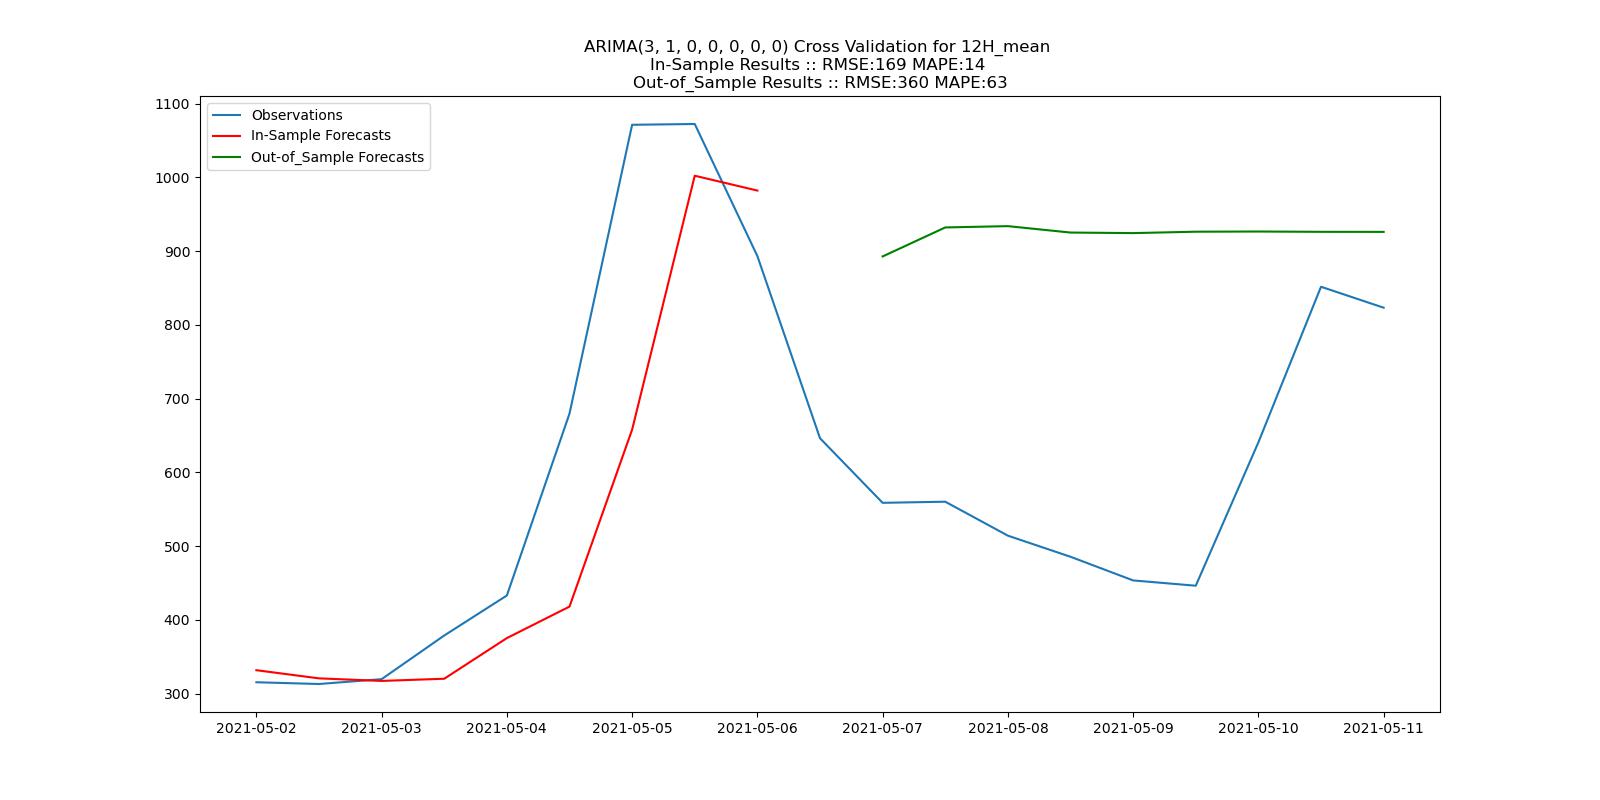 ARIMA(3, 1, 0, 0, 0, 0, 0) Cross Validation for 12H_mean
In-Sample Results :: RMSE:169 MAPE:14
Out-of_Sample Results :: RMSE:360 MAPE:63
Observations
In-Sample Forecasts
Out-of_Sample Forecasts
1100
1000
900
800
700
600
500
400
300
2021-05-02 2021-05-03 2021-05-04 2021-05-05 2021-05-06 2021-05-07 2021-05-08 2021-05-09 2021-05-10 2021-05-11